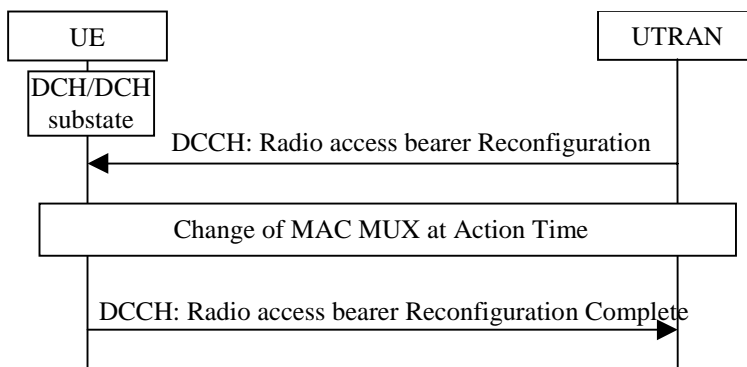 UE
UTRAN
DCH/DCH
substate
DCCH: Radio access bearer Reconfiguration
Change of MAC MUX at Action Time
DCCH: Radio access bearer Reconfiguration Complete